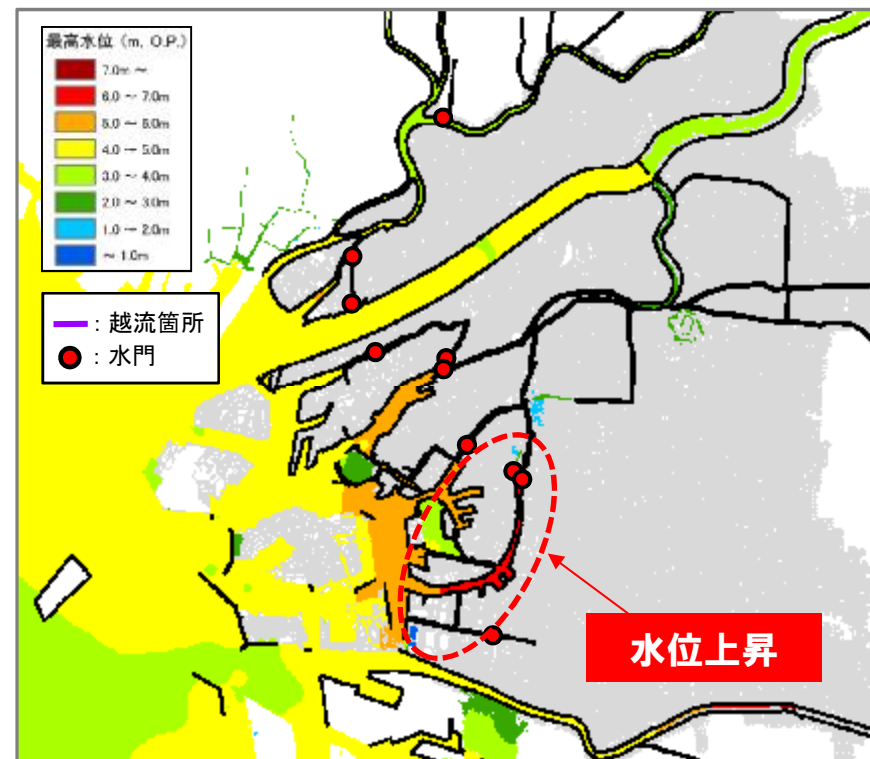 最高水位 (m, O.P.)
7.0m ～
6.0 ～ 7.0m
5.0 ～ 6.0m
4.0 ～ 5.0m
3.0 ～ 4.0m
2.0 ～ 3.0m
1.0 ～ 2.0m
～ 1.0m
：越流箇所
：水門
水位上昇